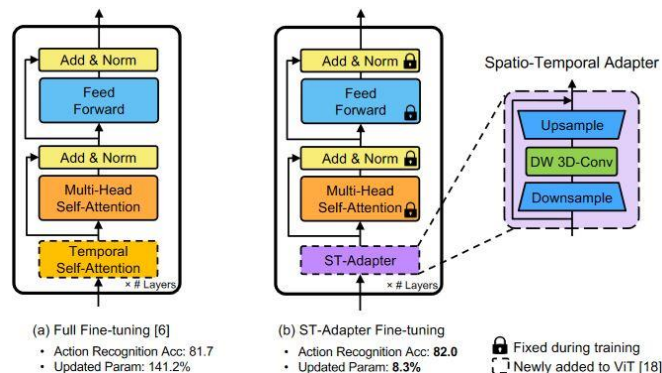 Add & Norm
Feed
Forward
Add & Norm
Multi-Head
Self-Attention
Temporal
Self-Attention
× # Layers
(a) Full Fine-tuning [6]
• Action Recognition Acc: 81.7
• Updated Param: 141.2%
Add & Norm
Feed
Forward
Add & Norm
Multi-Head
Self-Attention
ST-Adapter
× # Layers
(b) ST-Adapter Fine-tuning
• Action Recognition Acc: 82.0
• Updated Param: 8.3%
Spatio-Temporal Adapter
Upsample
DW 3D-Conv
Downsample
Fixed during training
Newly added to ViT [18]